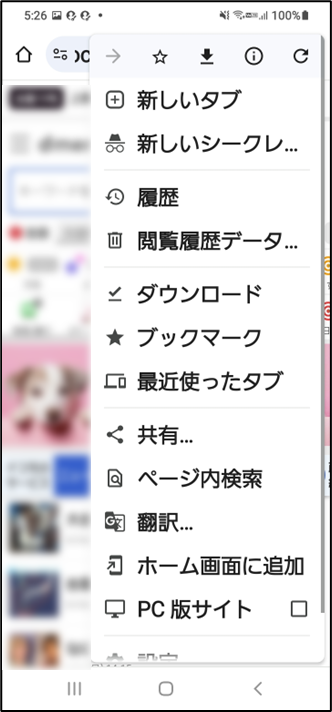 5:26 100%
新しいタブ
新しいシークレ...
履歴
閲覧履歴データ...
ダウンロード
ブックマーク
最近使ったタブ
共有...
ページ内検索
翻訳...
ホーム画面に追加
PC 版サイト